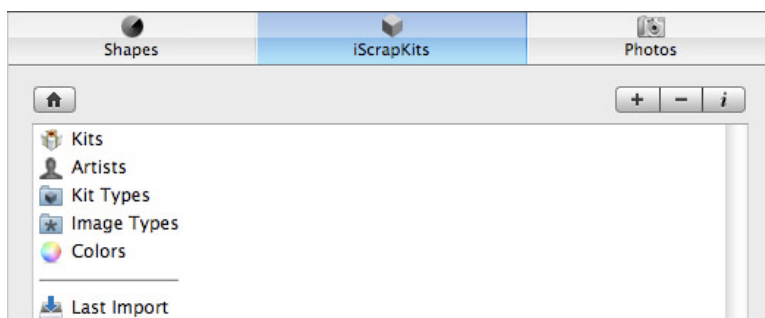 Shapes iScrapKits Photos
+ − i
Kits
Artists
Kit Types
Image Types
Colors
Last Import